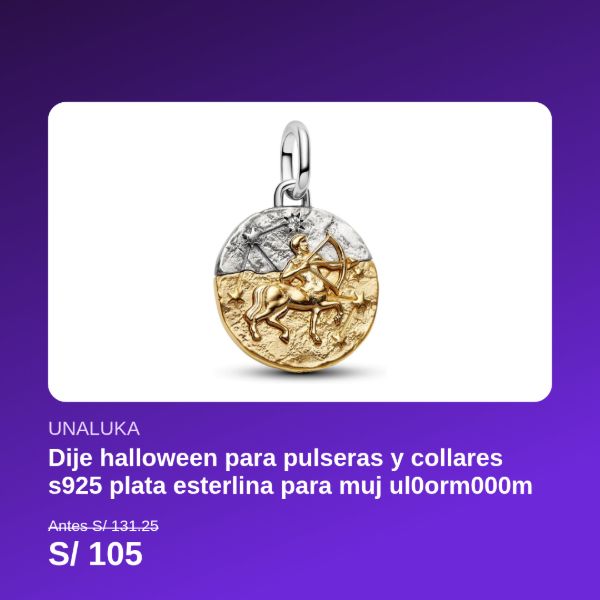 UNALUKA
Dije halloween para pulseras y collares
s925 plata esterlina para muj ul0orm000m
Antes S/ 131.25
S/ 105